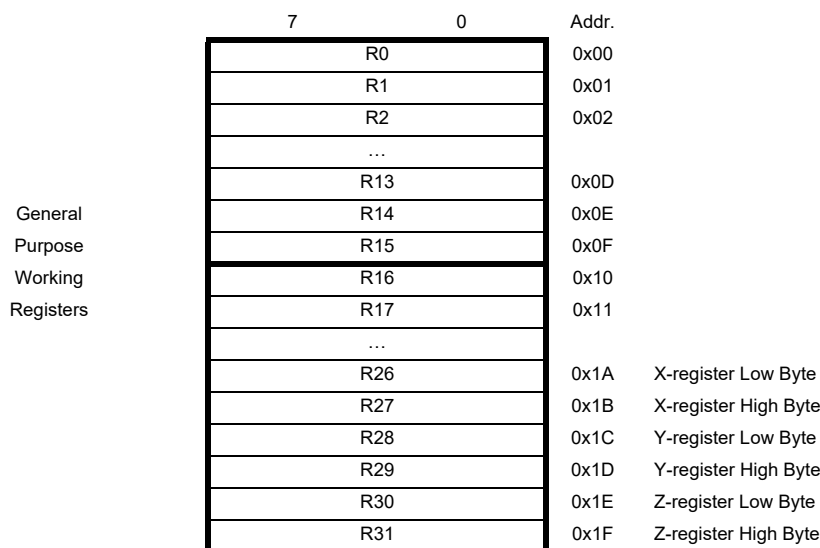 7 0 Addr.
R0 0x00
R1 0x01
R2 0x02
…
R13 0x0D
General R14 0x0E
Purpose R15 0x0F
Working R16 0x10
Registers R17 0x11
…
R26 0x1A X-register Low Byte
R27 0x1B X-register High Byte
R28 0x1C Y-register Low Byte
R29 0x1D Y-register High Byte
R30 0x1E Z-register Low Byte
R31 0x1F Z-register High Byte